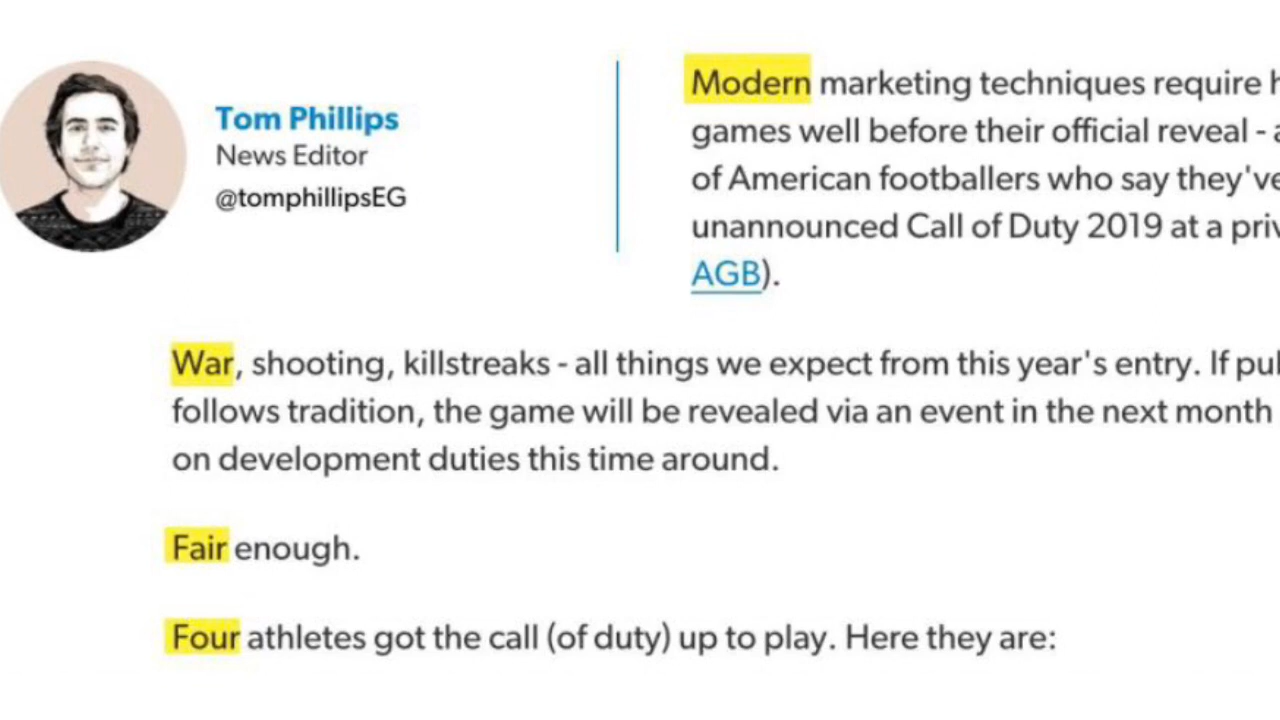 Tom Phillips
News Editor
@tomphillipsEG
Modern marketing techniques require
games well before their official reveal -
of American footballers who say they've
unannounced Call of Duty 2019 at a
AGB).
War, shooting, killstreaks - all things we expect from this year's entry. If
follows tradition, the game will be revealed via an event in the next month
on development duties this time around.
Fair enough.
Four athletes got the call (of duty) up to play. Here they are: